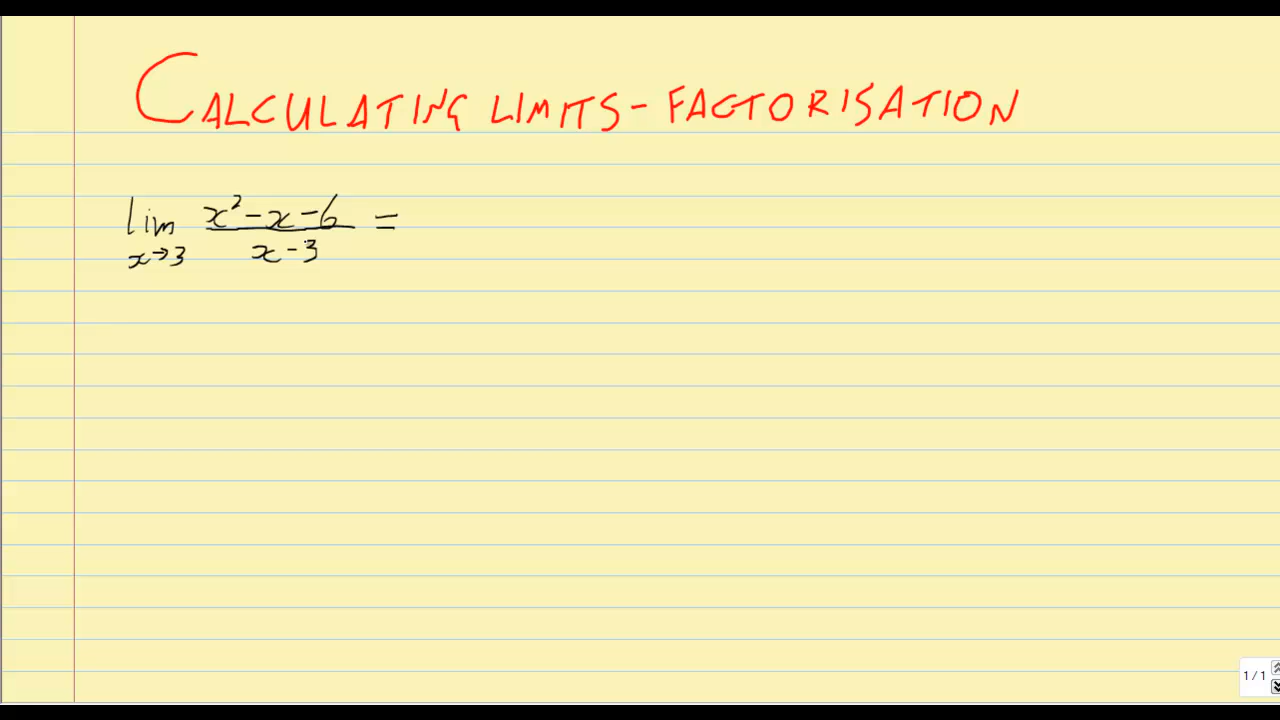 CALCULATING LIMITS - FACTORISATION
lim x→3 (x² - x - 6)/(x - 3) =
1 / 1